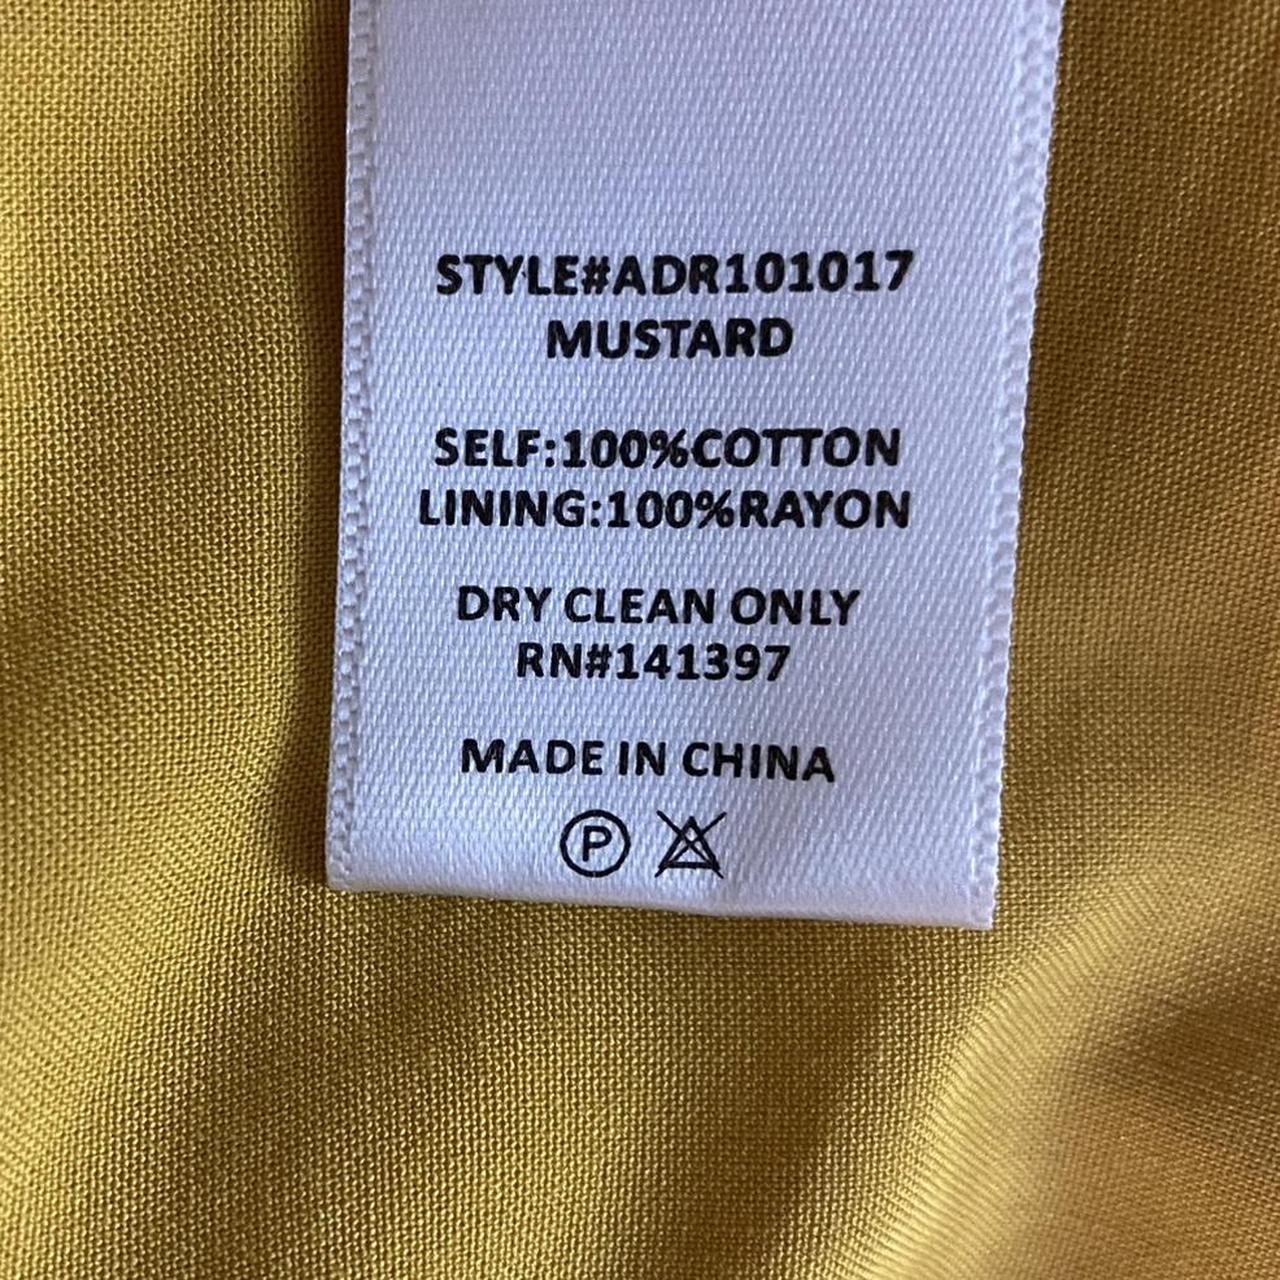 STYLE#ADR101017
MUSTARD
SELF:100%COTTON
LINING:100%RAYON
DRY CLEAN ONLY
RN#141397
MADE IN CHINA
P